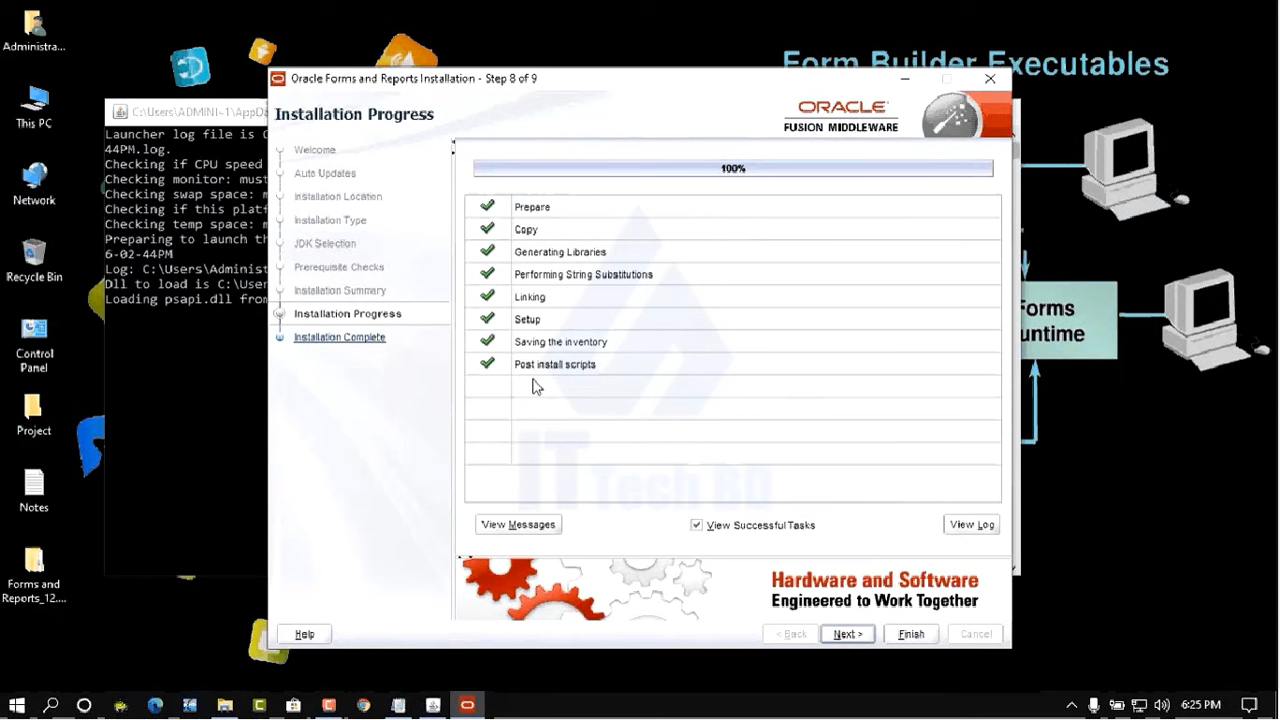 Administra...
This PC
Network
Recycle Bin
Control
Panel
Project
Notes
Forms and
Reports_12....
Form Builder Executables
Forms
untime
C:\Users\ADMINI~1\AppDa
Launcher log file is C
44PM.log.
Checking if CPU speed
Checking monitor: must
Checking swap space: m
Checking if this platf
Checking temp space: m
Preparing to launch th
6-02-44PM
Log: C:\Users\Administ
Dll to load is C:\User
Loading psapi.dll from
Oracle Forms and Reports Installation - Step 8 of 9
Installation Progress
ORACLE
FUSION MIDDLEWARE
Welcome
Auto Updates
Installation Location
Installation Type
JDK Selection
Prerequisite Checks
Installation Summary
Installation Progress
Installation Complete
100%
Prepare
Copy
Generating Libraries
Performing String Substitutions
Linking
Setup
Saving the inventory
Post install scripts
IT Tech BD
View Messages
View Successful Tasks
View Log
Hardware and Software
Engineered to Work Together
Help
< Back
Next >
Finish
Cancel
6:25 PM